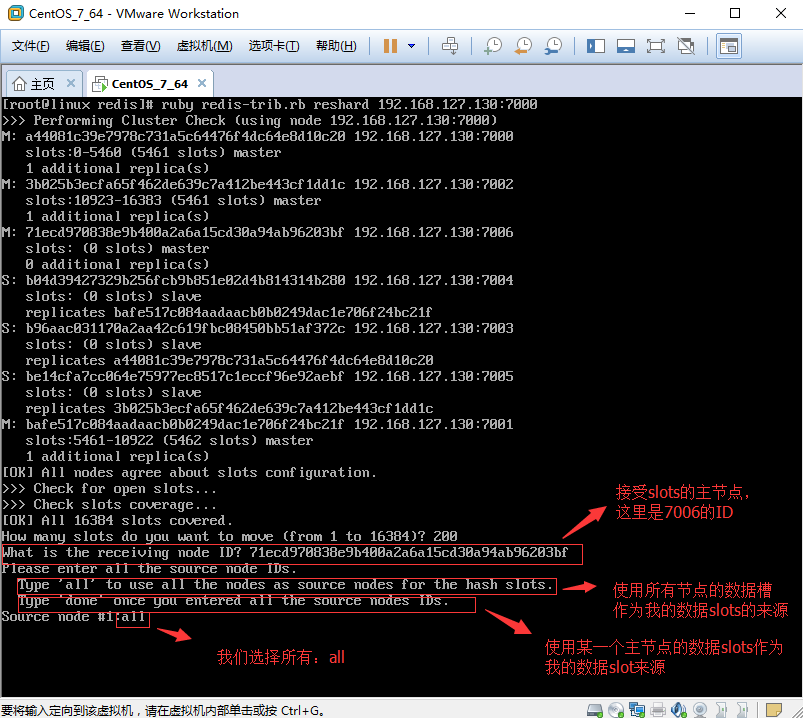 CentOS_7_64 - VMware Workstation
文件(F) 编辑(E) 查看(V) 虚拟机(M) 选项卡(T) 帮助(H)
主页 CentOS_7_64
[root@linux redis]# ruby redis-trib.rb reshard 192.168.127.130:7000
>>> Performing Cluster Check (using node 192.168.127.130:7000)
M: a44081c39e7978c731a5c64476f4dc64e8d10c20 192.168.127.130:7000
slots:0-5460 (5461 slots) master
1 additional replica(s)
M: 3b025b3ecfa65f462de639c7a412be443cf1dd1c 192.168.127.130:7002
slots:10923-16383 (5461 slots) master
1 additional replica(s)
M: 71ecd970838e9b400a2a6a15cd30a94ab96203bf 192.168.127.130:7006
slots: (0 slots) master
0 additional replica(s)
S: b04d39427329b256fcb9b851e02d4b814314b280 192.168.127.130:7004
slots: (0 slots) slave
replicates bafe517c084aadaacb0b0249dac1e706f24bc21f
S: b96aac031170a2aa42c619fbc08450bb51af372c 192.168.127.130:7003
slots: (0 slots) slave
replicates a44081c39e7978c731a5c64476f4dc64e8d10c20
S: be14cfa7cc064e75977ec8517c1eccf96e92aebf 192.168.127.130:7005
slots: (0 slots) slave
replicates 3b025b3ecfa65f462de639c7a412be443cf1dd1c
M: bafe517c084aadaacb0b0249dac1e706f24bc21f 192.168.127.130:7001
slots:5461-10922 (5462 slots) master
1 additional replica(s)
[OK] All nodes agree about slots configuration.
>>> Check for open slots...
>>> Check slots coverage...
[OK] All 16384 slots covered.
How many slots do you want to move (from 1 to 16384)? 200
What is the receiving node ID? 71ecd970838e9b400a2a6a15cd30a94ab96203bf
Please enter all the source node IDs.
Type 'all' to use all the nodes as source nodes for the hash slots.
Type 'done' once you entered all the source nodes IDs.
Source node #1:all
接受slots的主节点，
这里是7006的ID
使用所有节点的数据槽
作为我的数据slots的来源
使用某一个主节点的数据slots作为
我的数据slot来源
我们选择所有：all
要将输入定向到该虚拟机，请在虚拟机内部单击或按 Ctrl+G。